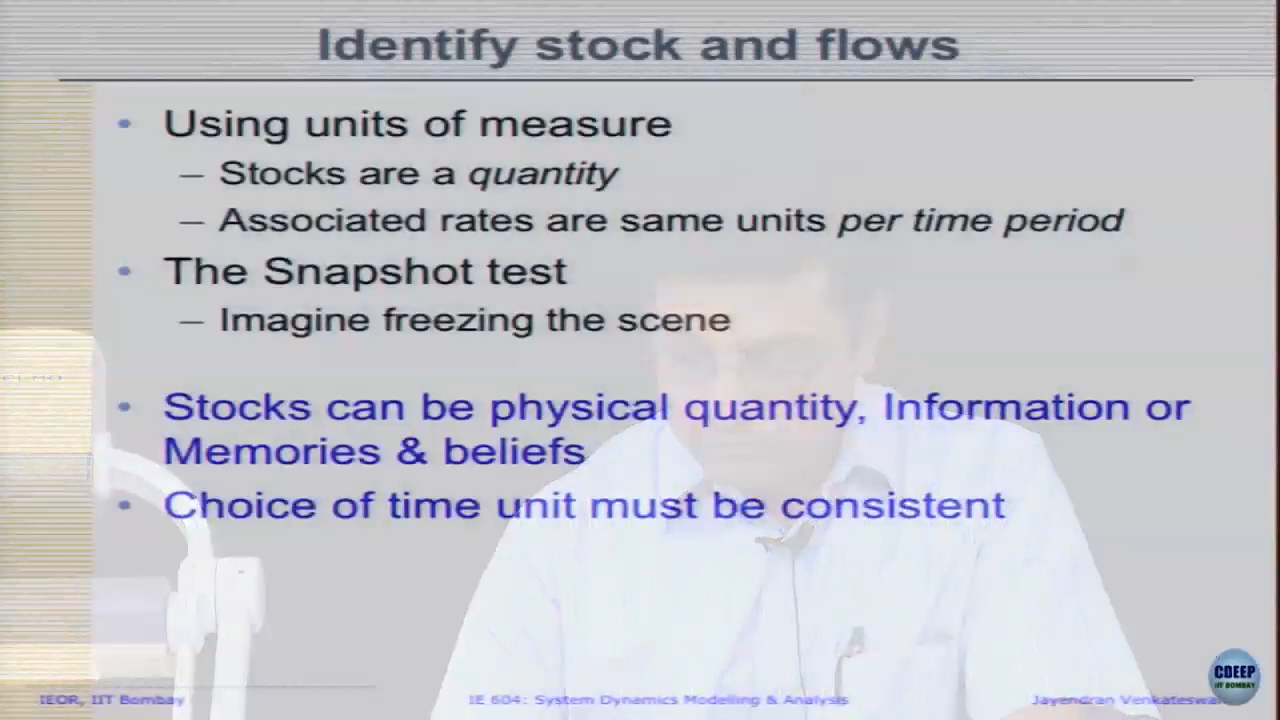 Identify stock and flows
• Using units of measure
– Stocks are a quantity
– Associated rates are same units per time period
• The Snapshot test
– Imagine freezing the scene
• Stocks can be physical quantity, Information or
Memories & beliefs
• Choice of time unit must be consistent
ELMO
CDEEP
IIT BOMBAY
IEOR, IIT Bombay
IE 604: System Dynamics Modelling & Analysis
Jayendran